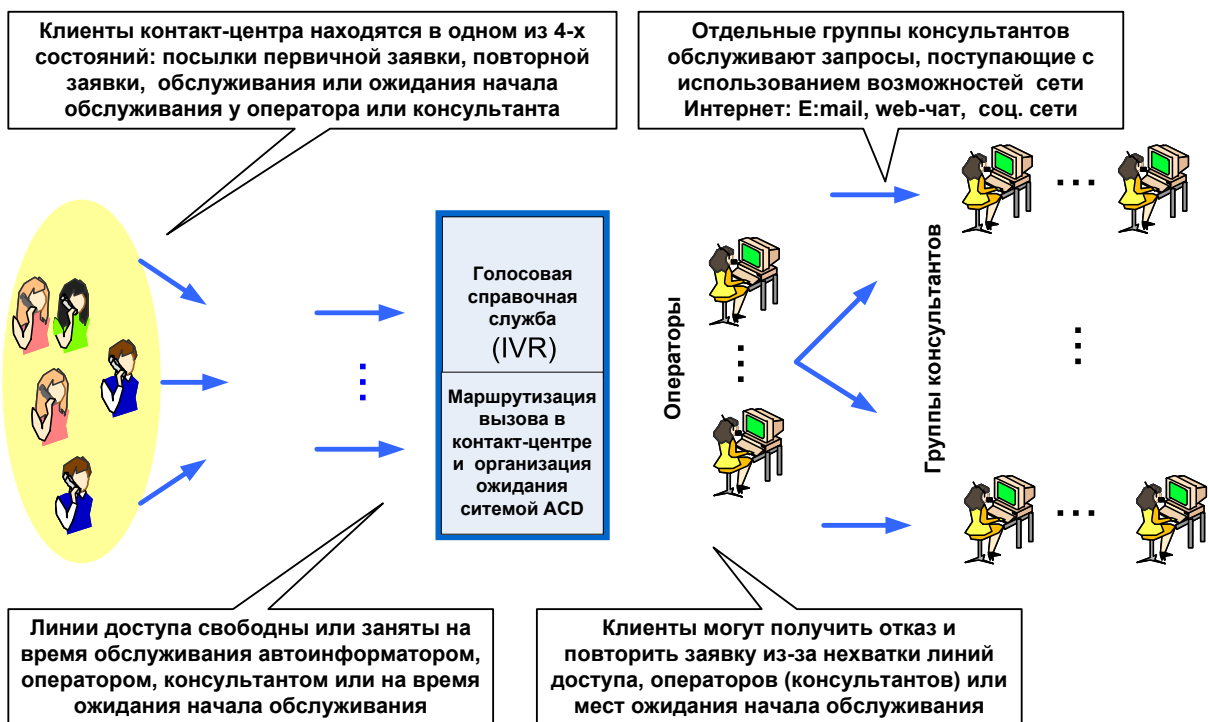 Клиенты контакт-центра находятся в одном из 4-х
состояний: посылки первичной заявки, повторной
заявки, обслуживания или ожидания начала
обслуживания у оператора или консультанта
Отдельные группы консультантов
обслуживают запросы, поступающие с
использованием возможностей сети
Интернет: E:mail, web-чат, соц. сети
Голосовая
справочная
служба
(IVR)
Маршрутизация
вызова в
контакт-центре
и организация
ожидания
ситемой ACD
Операторы
Группы консультантов
Линии доступа свободны или заняты на
время обслуживания автоинформатором,
оператором, консультантом или на время
ожидания начала обслуживания
Клиенты могут получить отказ и
повторить заявку из-за нехватки линий
доступа, операторов (консультантов) или
мест ожидания начала обслуживания